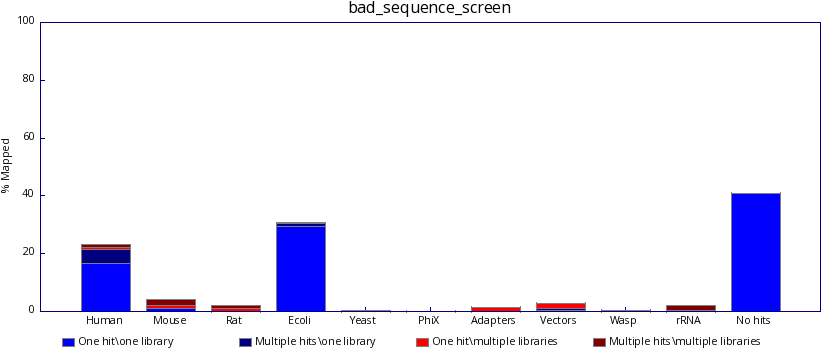 bad_sequence_screen
% Mapped
100
80
60
40
20
0
Human Mouse Rat Ecoli Yeast PhiX Adapters Vectors Wasp rRNA No hits
One hit\one library Multiple hits\one library One hit\multiple libraries Multiple hits\multiple libraries